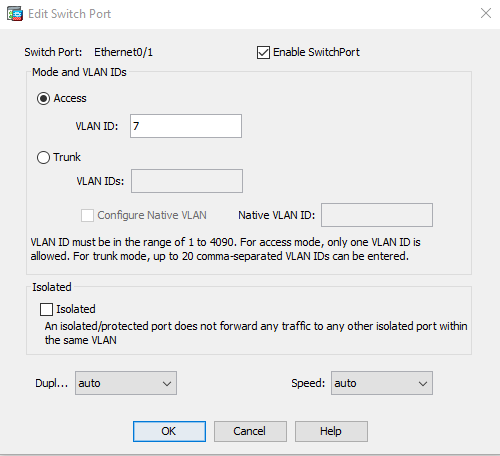 Edit Switch Port
Switch Port: Ethernet0/1 Enable SwitchPort
Mode and VLAN IDs
Access
VLAN ID: 7
Trunk
VLAN IDs:
Configure Native VLAN Native VLAN ID:
VLAN ID must be in the range of 1 to 4090. For access mode, only one VLAN ID is
allowed. For trunk mode, up to 20 comma-separated VLAN IDs can be entered.
Isolated
Isolated
An isolated/protected port does not forward any traffic to any other isolated port within
the same VLAN
Dupl... auto Speed: auto
OK Cancel Help